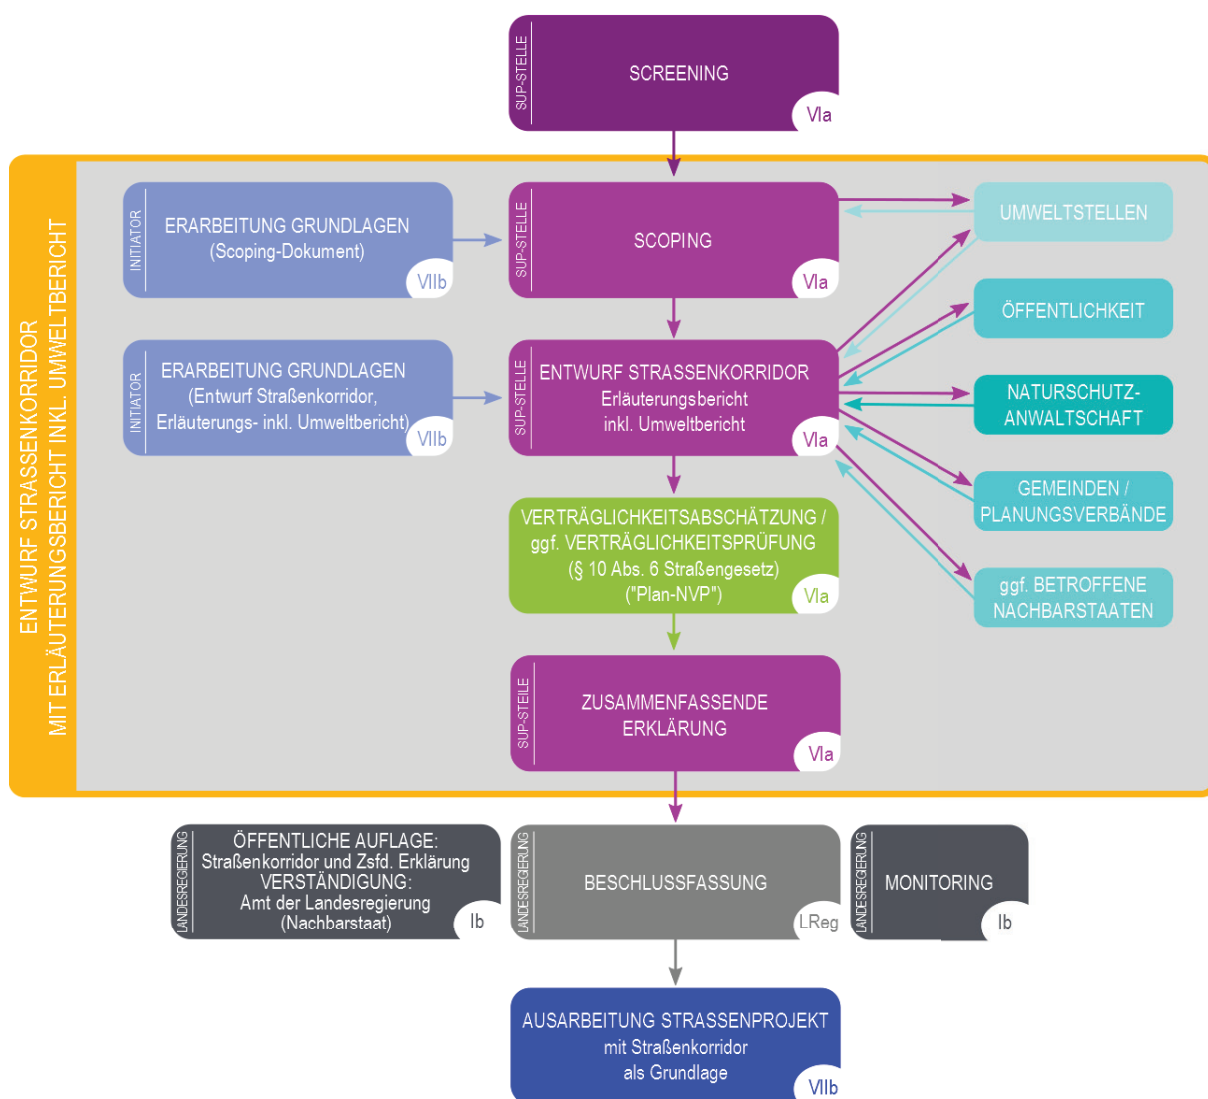 SUP-STELLE
SCREENING
VIa
ENTWURF STRASSENKORRIDOR
MIT ERLÄUTERUNGSBERICHT INKL. UMWELTBERICHT
INITIATOR
ERARBEITUNG GRUNDLAGEN
(Scoping-Dokument)
VIIb
SUP-STELLE
SCOPING
VIa
UMWELTSTELLEN
ÖFFENTLICHKEIT
INITIATOR
ERARBEITUNG GRUNDLAGEN
(Entwurf Straßenkorridor,
Erläuterungs- inkl. Umweltbericht)
VIIb
SUP-STELLE
ENTWURF STRASSENKORRIDOR
Erläuterungsbericht
inkl. Umweltbericht
VIa
NATURSCHUTZ-
ANWALTSCHAFT
GEMEINDEN /
PLANUNGSVERBÄNDE
ggf. BETROFFENE
NACHBARSTAATEN
VERTRÄGLICHKEITSABSCHÄTZUNG /
ggf. VERTRÄGLICHKEITSPRÜFUNG
(§ 10 Abs. 6 Straßengesetz)
("Plan-NVP")
VIa
SUP-STEILE
ZUSAMMENFASSENDE
ERKLÄRUNG
VIa
LANDESREGIERUNG
ÖFFENTLICHE AUFLAGE:
Straßenkorridor und Zsfd. Erklärung
VERSTÄNDIGUNG:
Amt der Landesregierung
(Nachbarstaat)
Ib
LANDESREGIERUNG
BESCHLUSSFASSUNG
LReg
LANDESREGIERUNG
MONITORING
Ib
AUSARBEITUNG STRASSENPROJEKT
mit Straßenkorridor
als Grundlage
VIIb